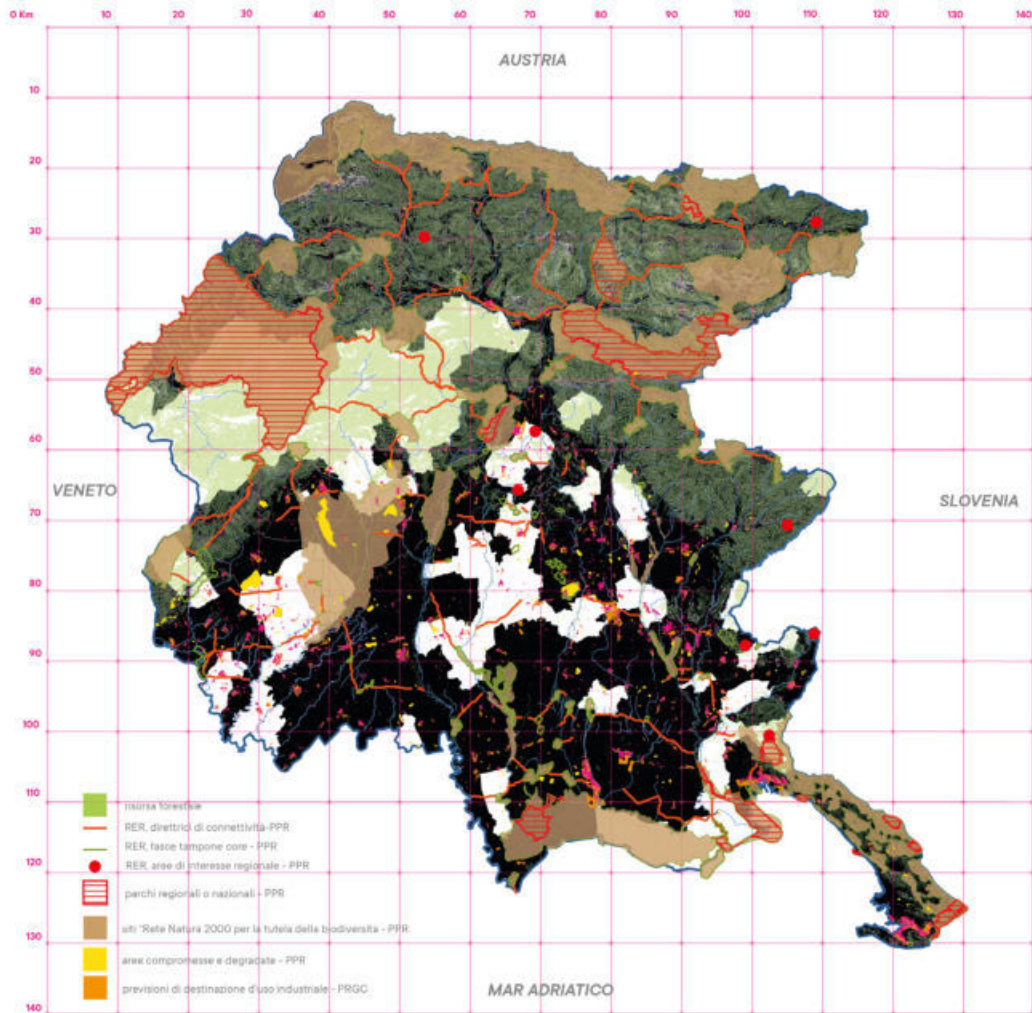 0 Km 10 20 30 40 50 60 70 80 90 100 110 120 130 140
AUSTRIA
10
20
30
40
50
60
VENETO
SLOVENIA
70
80
90
100
110
120
130
140
risorsa forestale
RER, direttrici di connettività-PPR
RER, fasce tampone core - PPR
RER, aree di interesse regionale - PPR
parchi regionali o nazionali - PPR
siti "Rete Natura 2000 per la tutela della biodiversità - PPR
aree compromesse e degradate - PPR
previsioni di destinazione d'uso industriale - PRGC
MAR ADRIATICO